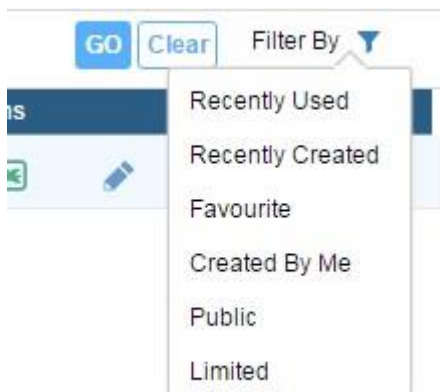 GO Clear Filter By
Recently Used
Recently Created
Favourite
Created By Me
Public
Limited